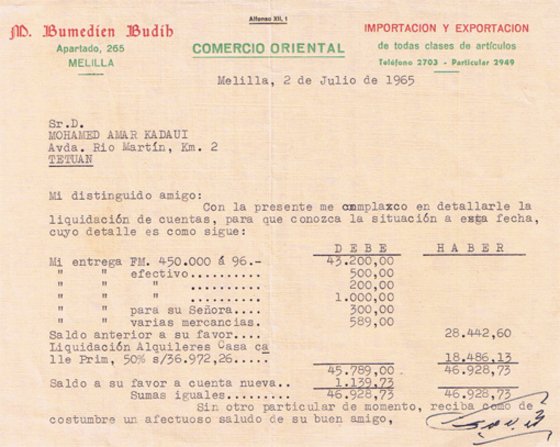 Alfonso XII, 1
M. Bumedien Budih
Apartado, 265
MELILLA
COMERCIO ORIENTAL
IMPORTACION Y EXPORTACION
de todas clases de artículos
Teléfono 2703 - Particular 2949
Melilla, 2 de Julio de 1965
Sr.D.
MOHAMED AMAR KADAUI
Avda. Rio Martín, Km. 2
TETUAN
Mi distinguido amigo:
Con la presente me complazco en detallarle la
liquidación de cuentas, para que conozca la situación a esta fecha,
cuyo detalle es como sigue:
D E B E H A B E R
Mi entrega FM. 450.000 á 96.- 43.200,00
" " efectivo.......... 500,00
" " " .......... 200,00
" " " .......... 1.000,00
" " para su Señora.... 300,00
" " varias mercancias. 589,00
Saldo anterior a su favor.... 28.442,60
Liquidación Alquileres Casa ca
lle Prim, 50% s/36.972,26..... 18.486,13
45.789,00 46.928,73
Saldo a su favor a cuenta nueva.. 1.139,73
Sumas iguales......... 46.928,73 46.928,73
Sin otro particular de momento, reciba como de
costumbre un afectuoso saludo de su buen amigo,